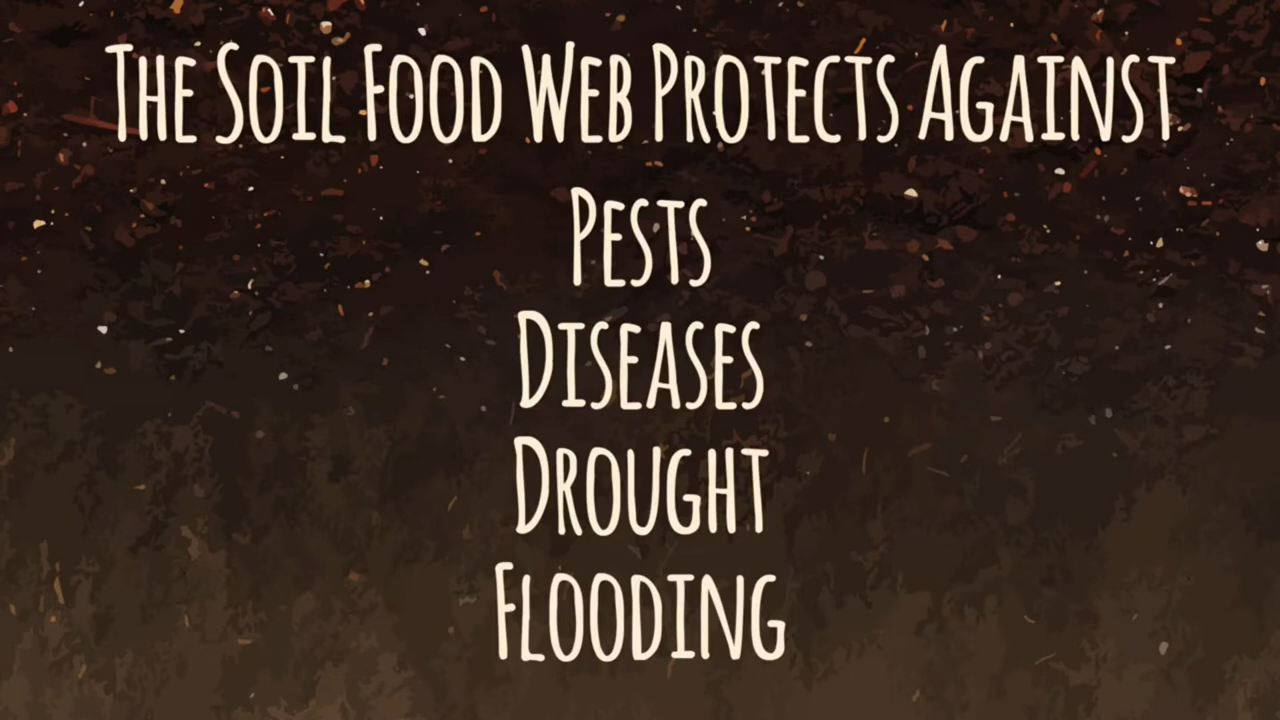 The Soil Food Web Protects Against
Pests
Diseases
Drought
Flooding